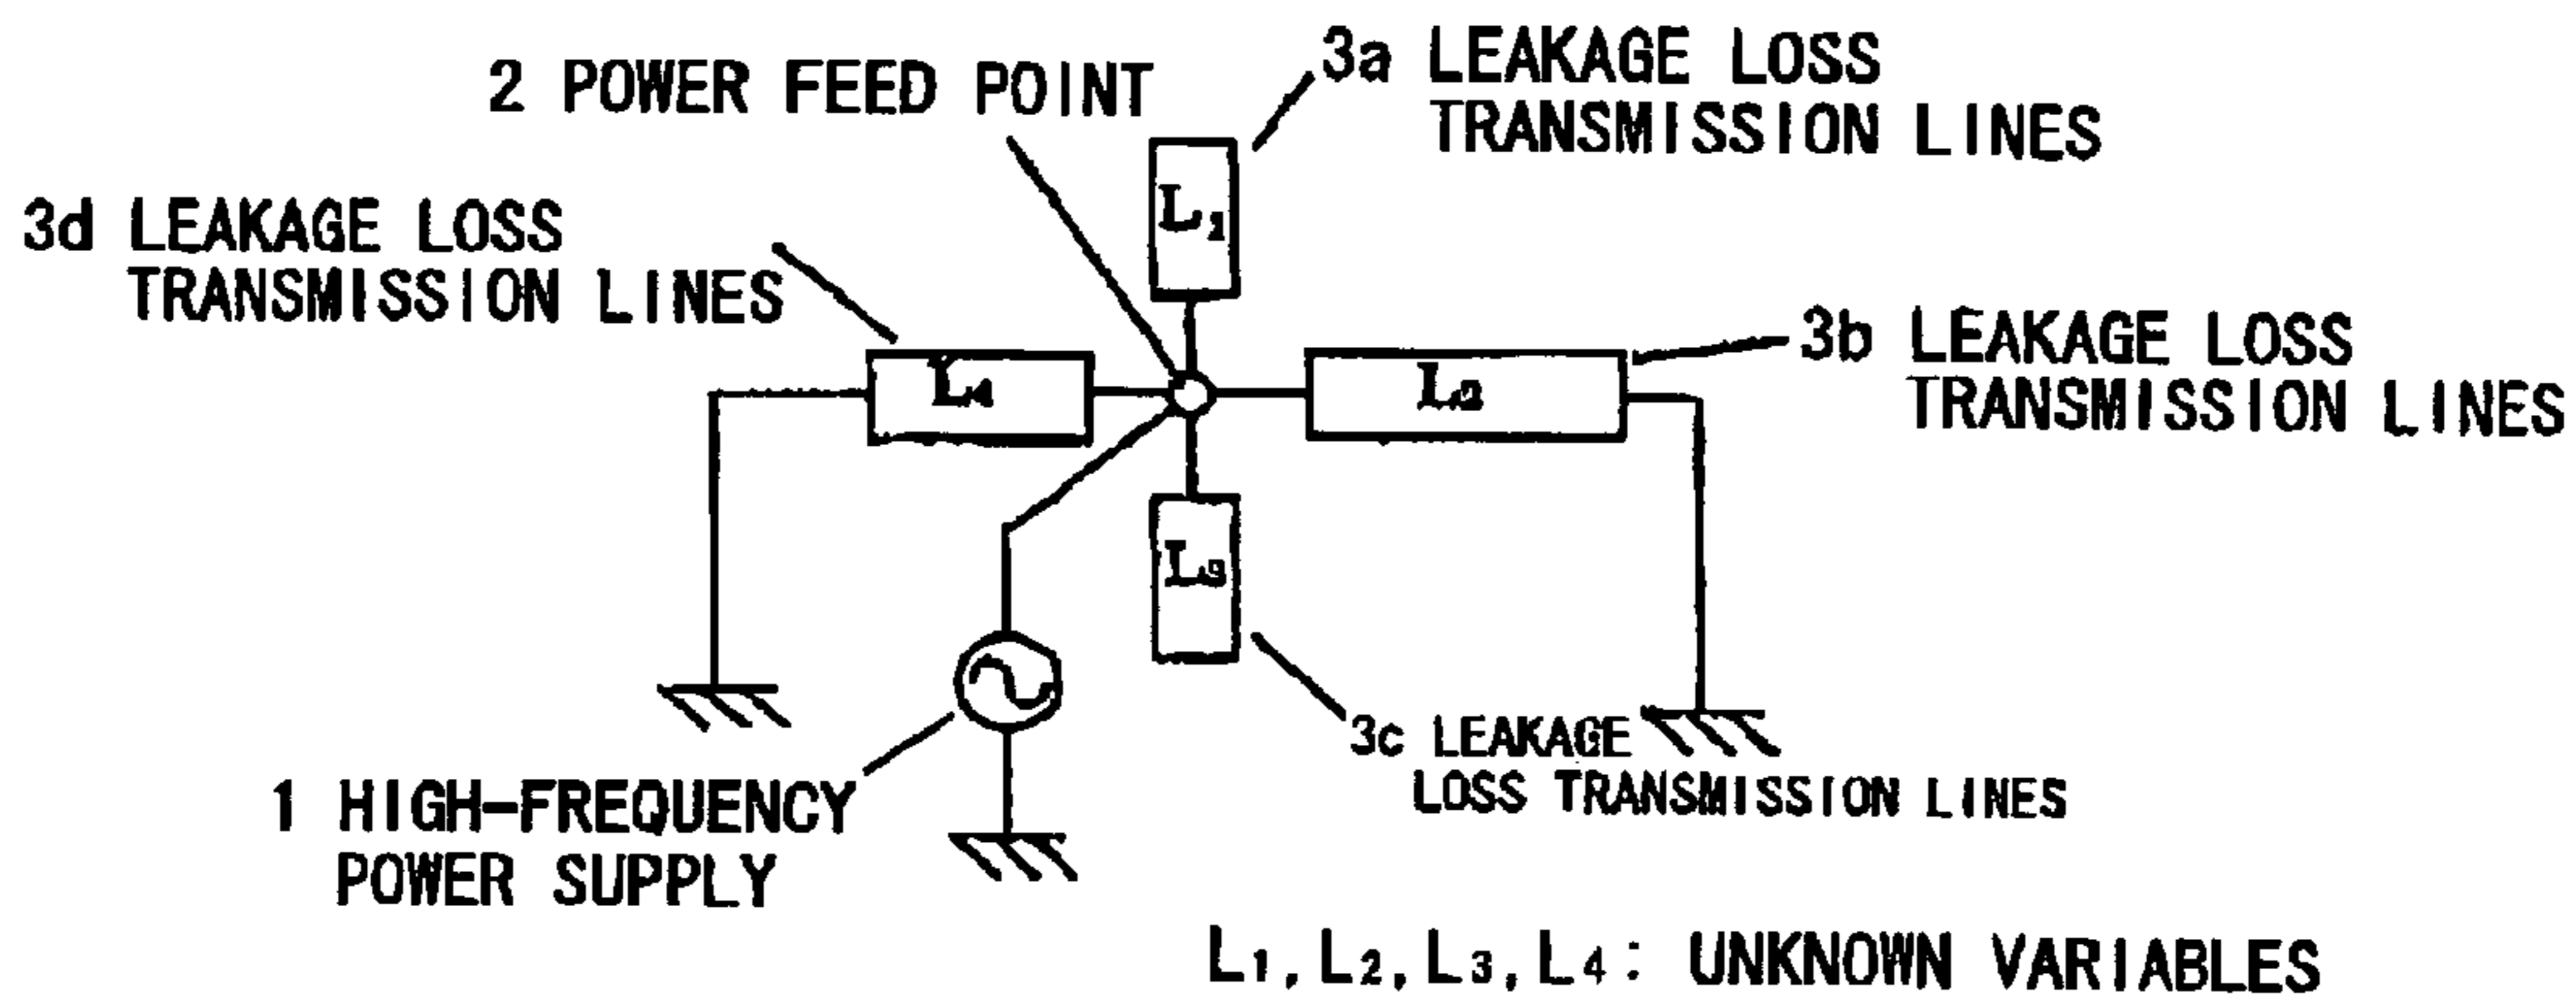 2 POWER FEED POINT
3a LEAKAGE LOSS
TRANSMISSION LINES
3d LEAKAGE LOSS
TRANSMISSION LINES
L1
3b LEAKAGE LOSS
TRANSMISSION LINES
L4
L2
L3
3c LEAKAGE
LOSS TRANSMISSION LINES
1 HIGH-FREQUENCY
POWER SUPPLY
L1, L2, L3, L4: UNKNOWN VARIABLES